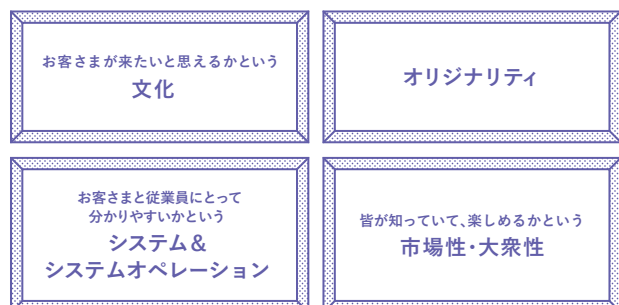 お客さまが来たいと思えるかという
文化
オリジナリティ
お客さまと従業員にとって
分かりやすいかという
システム&
システムオペレーション
皆が知っていて、楽しめるかという
市場性・大衆性